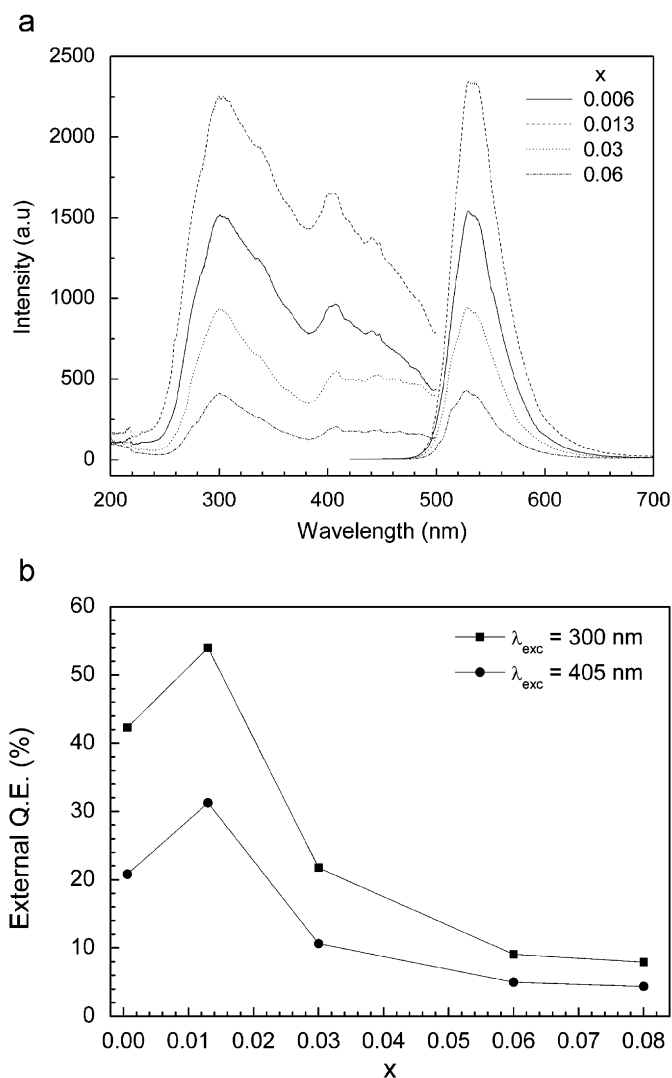 a
2500
2000
1500
1000
500
0
Intensity (a.u)
x
0.006
0.013
0.03
0.06
200 300 400 500 600 700
Wavelength (nm)
b
60
50
40
30
20
10
0
External Q.E. (%)
λexc = 300 nm
λexc = 405 nm
0.00 0.01 0.02 0.03 0.04 0.05 0.06 0.07 0.08
x